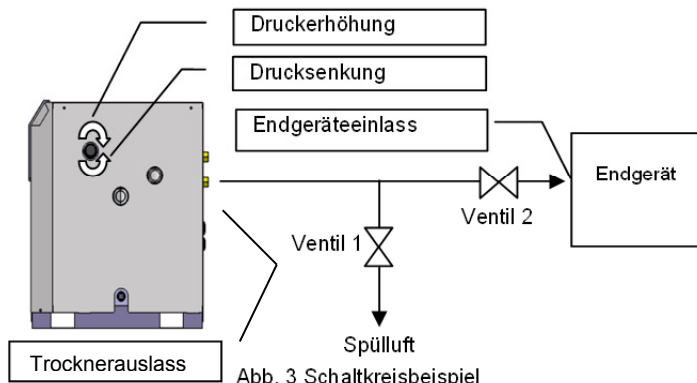 Druckerhöhung
Drucksenkung
Endgeräteeinlass
Endgerät
Ventil 2
Ventil 1
Spülluft
Trocknerauslass
Abb. 3 Schaltkreisbeispiel